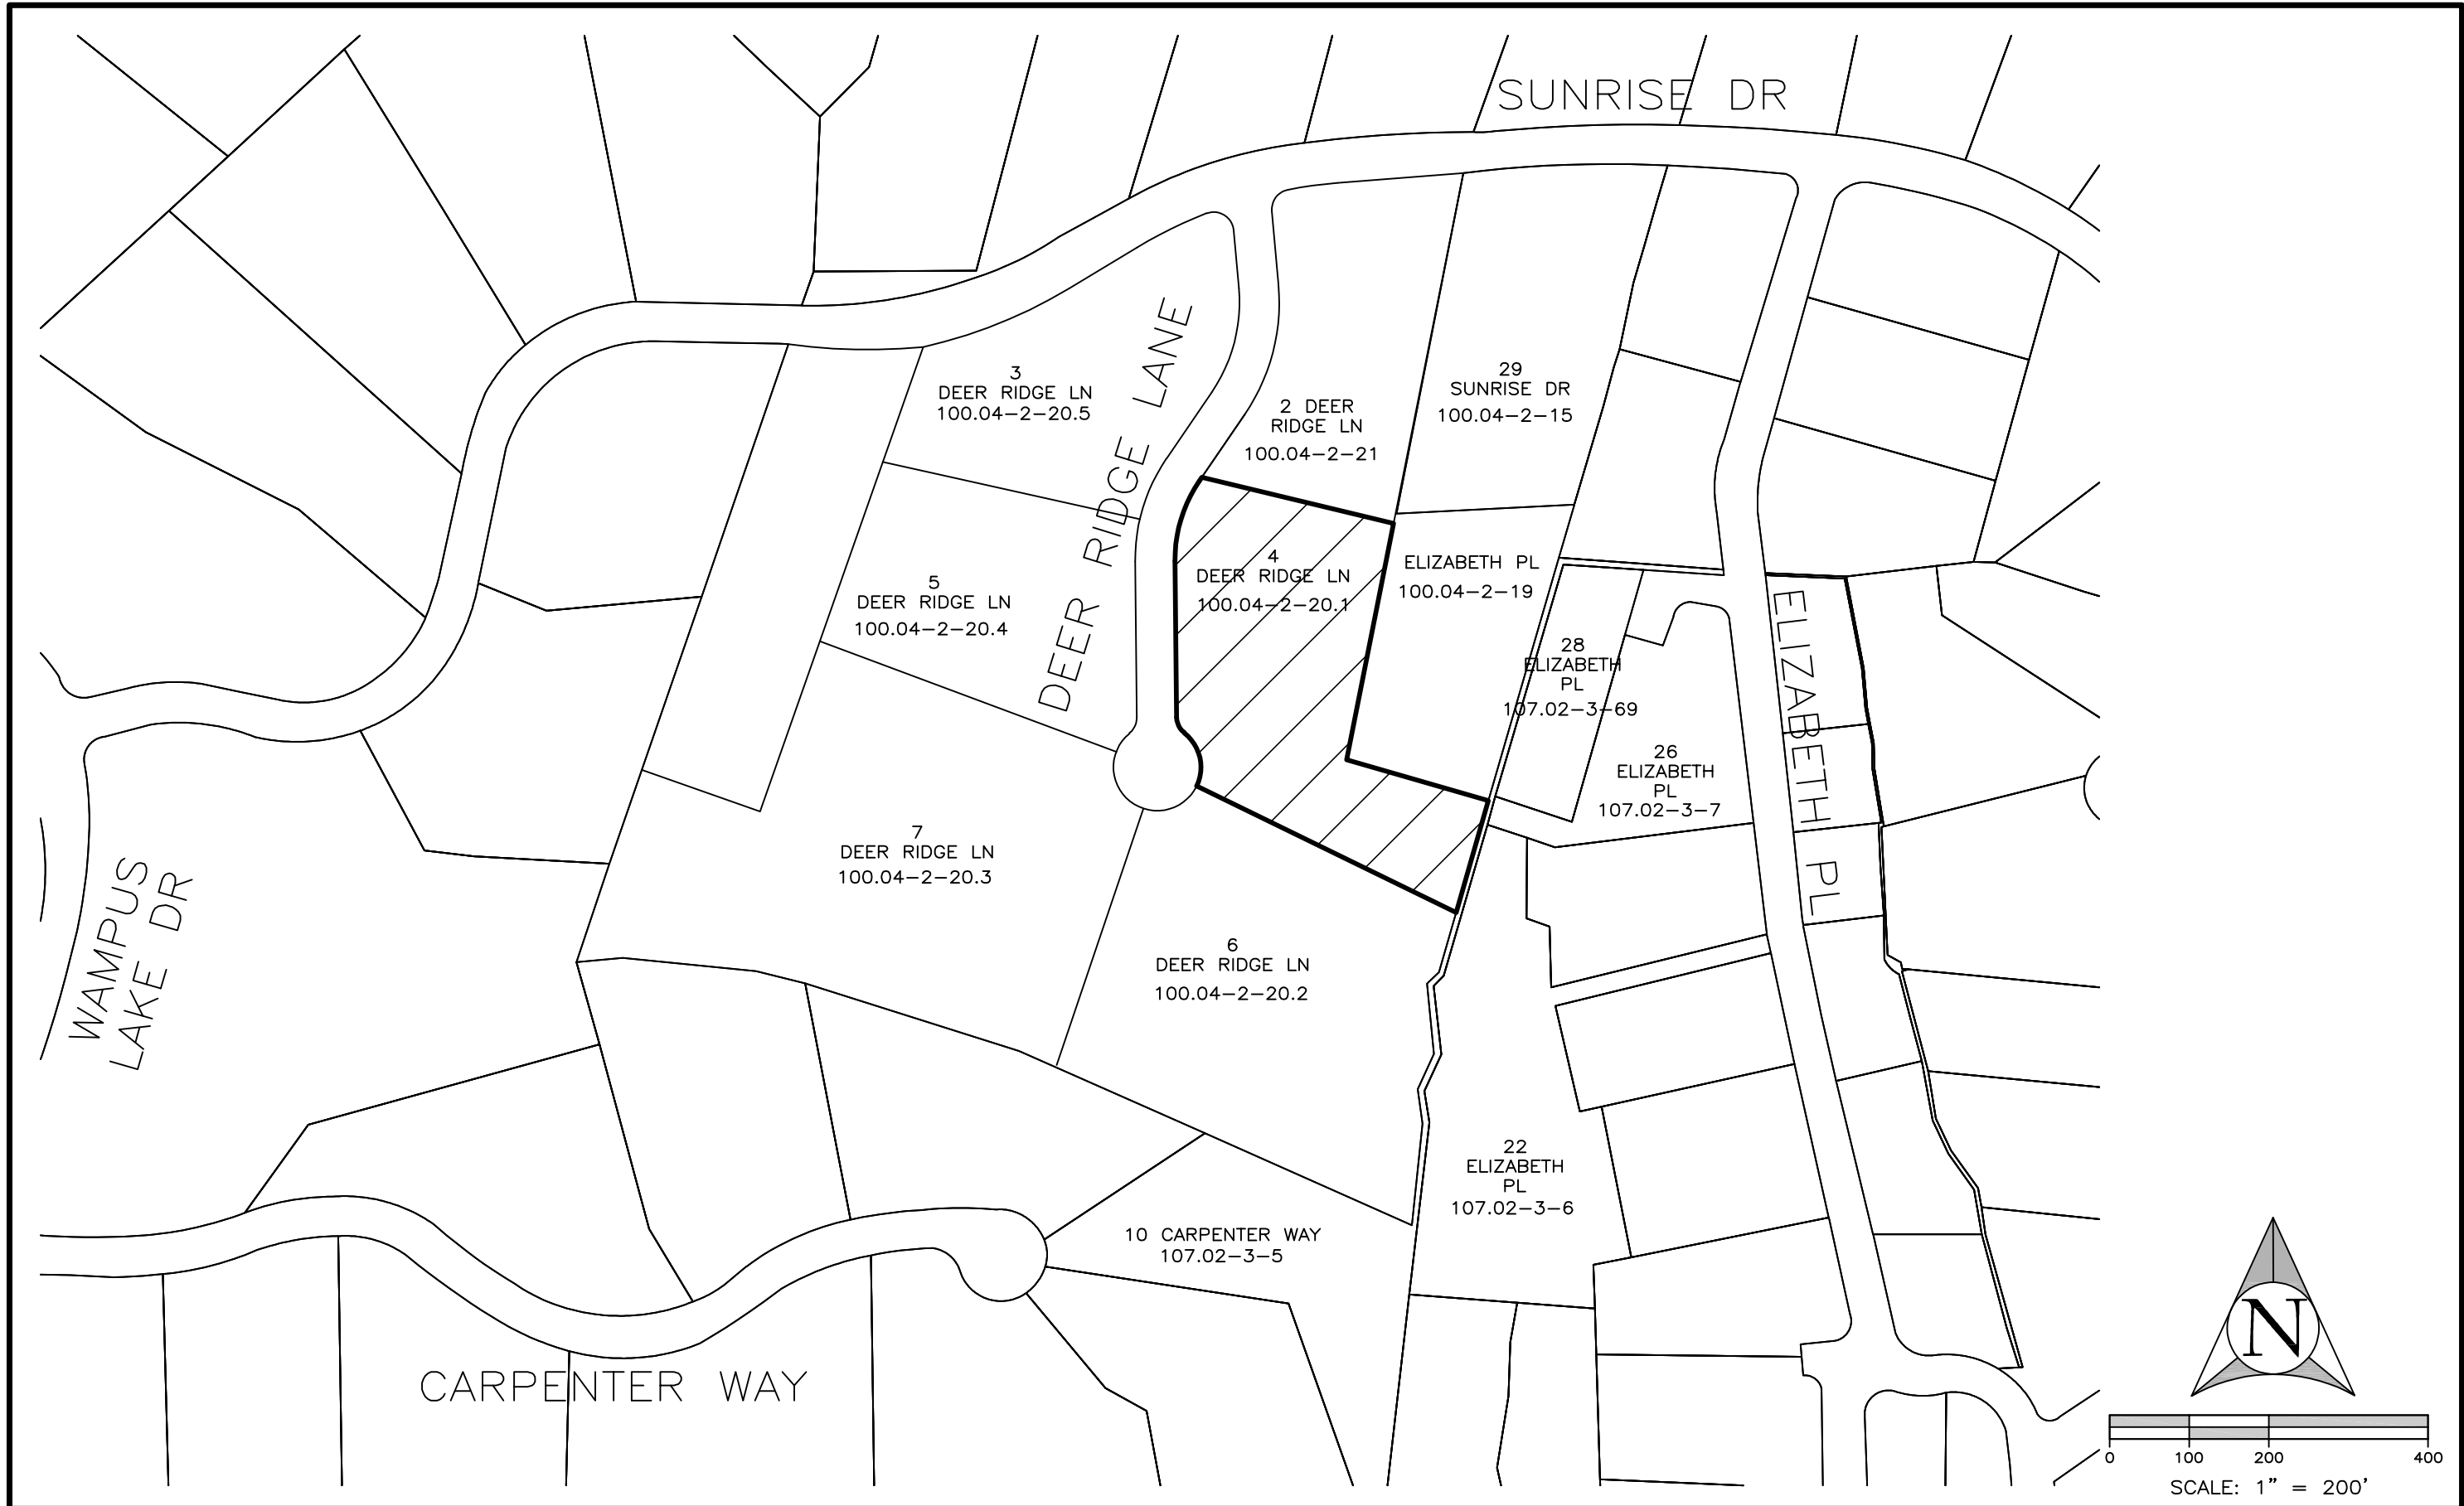 SUNRISE DR
3
DEER RIDGE LN
100.04-2-20.5
DEER RIDGE LANE
2 DEER
RIDGE LN
100.04-2-21
29
SUNRISE DR
100.04-2-15
5
DEER RIDGE LN
100.04-2-20.4
4
DEER RIDGE LN
100.04-2-20.1
ELIZABETH PL
100.04-2-19
28
ELIZABETH
PL
107.02-3-69
26
ELIZABETH
PL
107.02-3-7
ELIZABETH PL
7
DEER RIDGE LN
100.04-2-20.3
6
DEER RIDGE LN
100.04-2-20.2
WAMPUS
LAKE DR
22
ELIZABETH
PL
107.02-3-6
10 CARPENTER WAY
107.02-3-5
CARPENTER WAY
N
0 100 200 400
SCALE: 1" = 200'